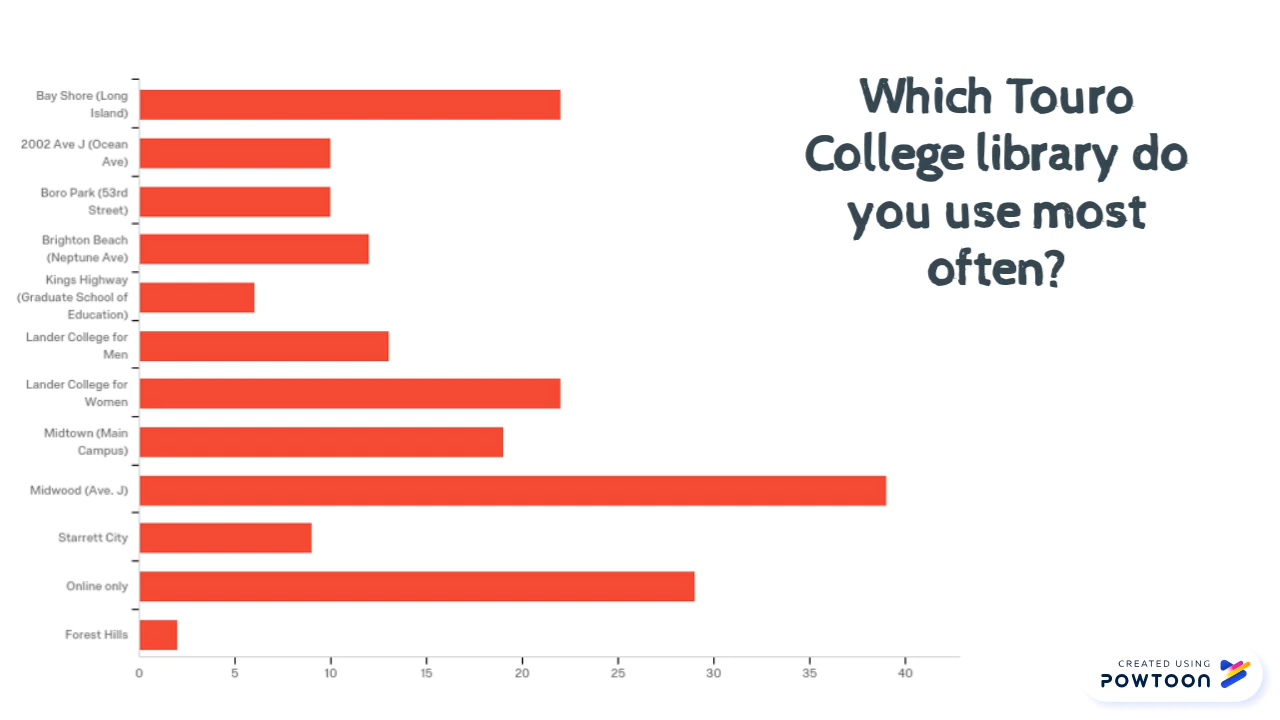 Which Touro
College library do
you use most
often?
Bay Shore (Long
Island)
2002 Ave J (Ocean
Ave)
Boro Park (53rd
Street)
Brighton Beach
(Neptune Ave)
Kings Highway
(Graduate School of
Education)
Lander College for
Men
Lander College for
Women
Midtown (Main
Campus)
Midwood (Ave. J)
Starrett City
Online only
Forest Hills
0 5 10 15 20 25 30 35 40
CREATED USING
POWTOON